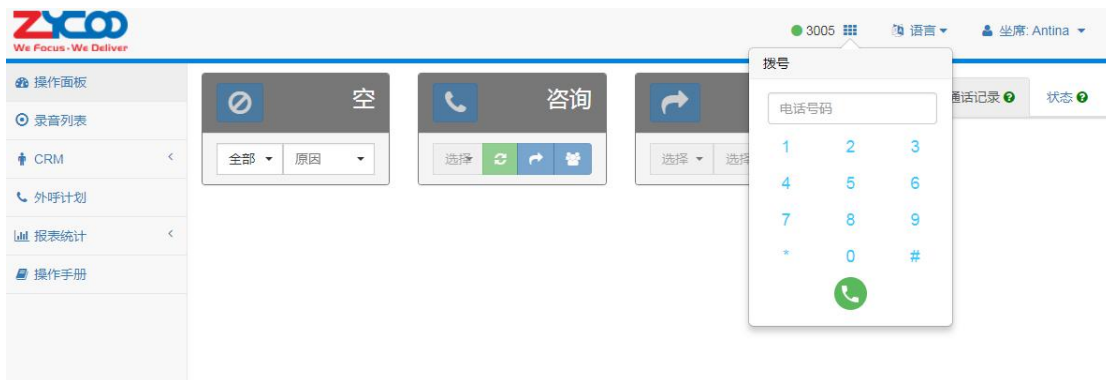 ZYCOO
We Focus·We Deliver
3005
语言
坐席: Antina
操作面板
录音列表
CRM
外呼计划
报表统计
操作手册
空
全部
原因
咨询
选择
选择
选择
拨号
电话号码
1 2 3
4 5 6
7 8 9
* 0 #
通话记录
状态